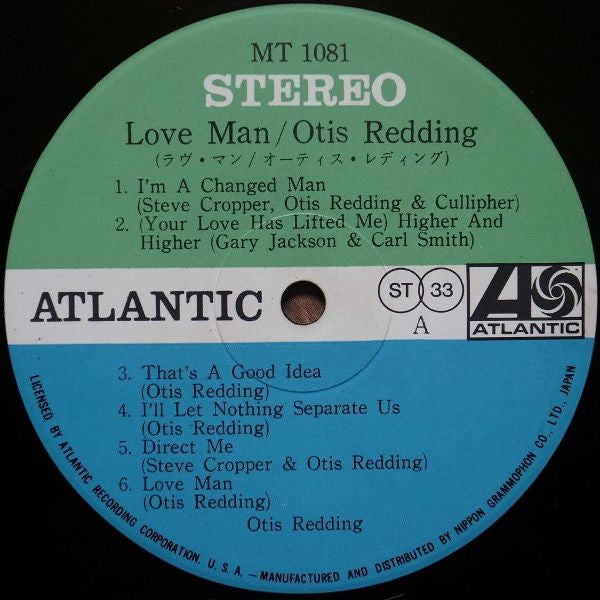 MT 1081
STEREO
Love Man/Otis Redding
(ラヴ・マン/オーティス・レディング)
1. I'm A Changed Man
(Steve Cropper, Otis Redding & Cullipher)
2. (Your Love Has Lifted Me) Higher And
Higher (Gary Jackson & Carl Smith)
ATLANTIC
ST 33
A
ATLANTIC
3. That's A Good Idea
(Otis Redding)
4. I'll Let Nothing Separate Us
(Otis Redding)
5. Direct Me
(Steve Cropper & Otis Redding)
6. Love Man
(Otis Redding)
Otis Redding
LICENSED BY ATLANTIC RECORDING CORPORATION, U. S. A. — MANUFACTURED AND DISTRIBUTED BY NIPPON GRAMMOPHON CO., LTD., JAPAN